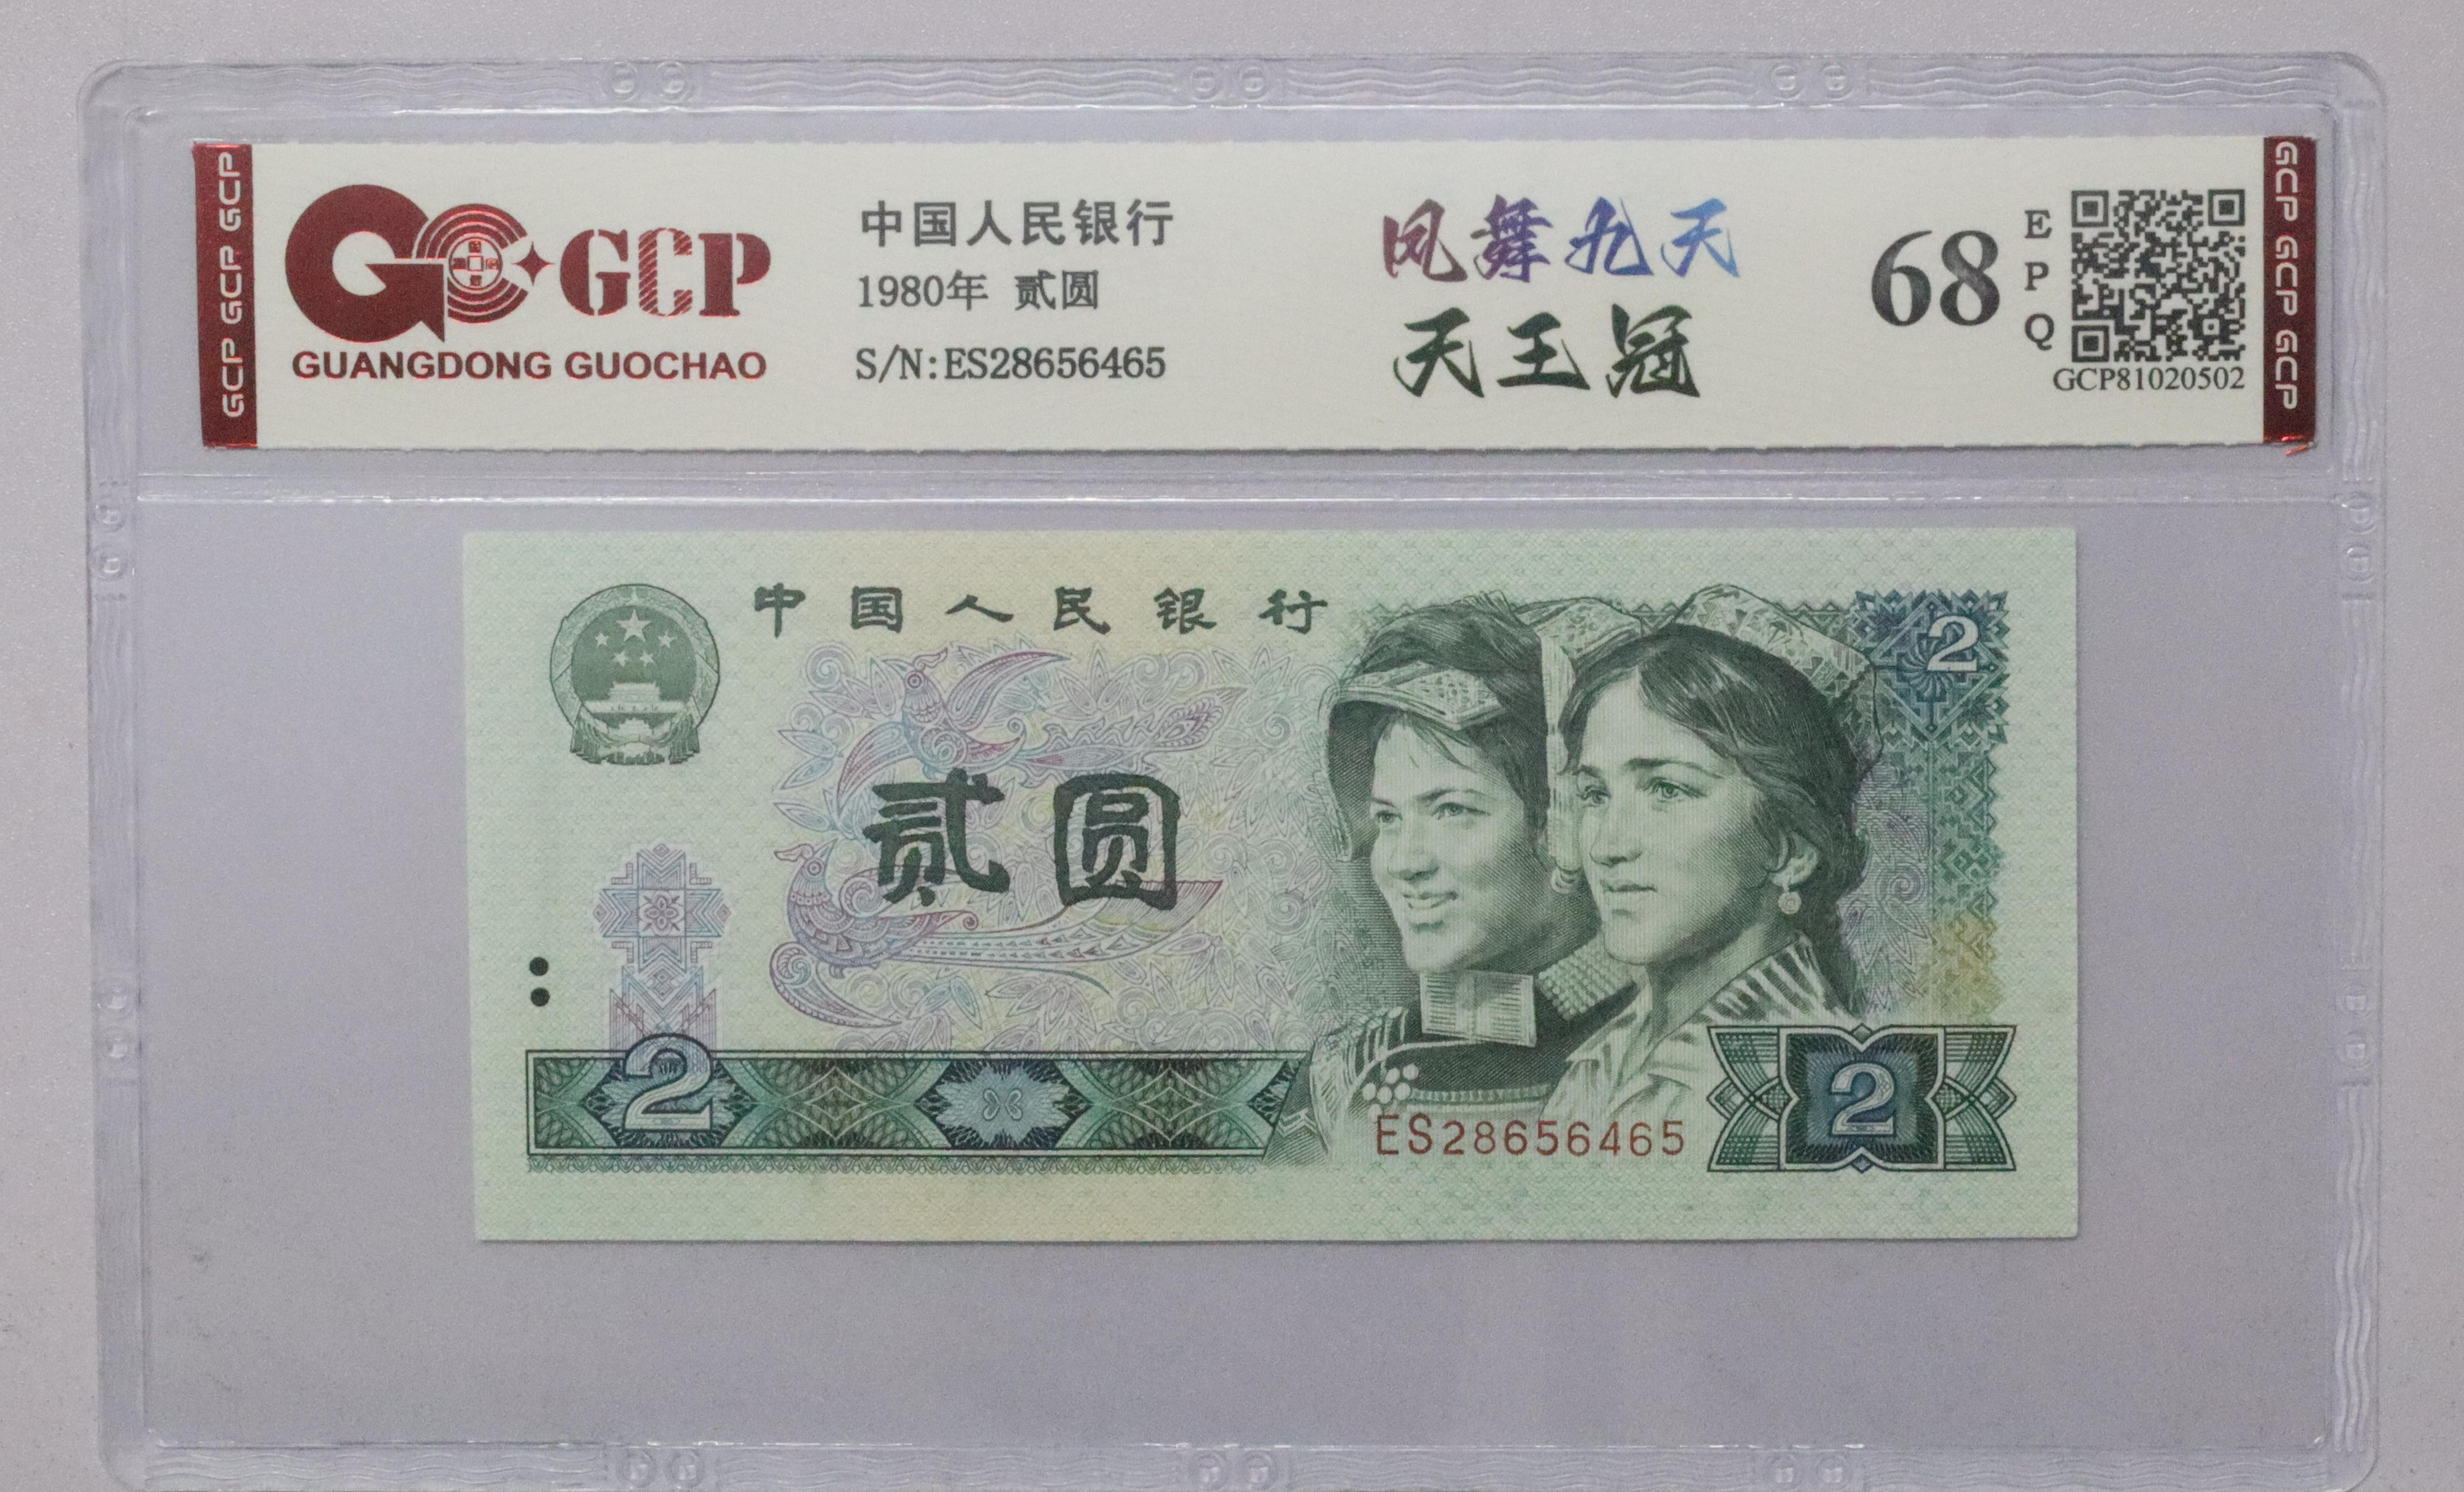 GCP GCP GCP
GCP
GUANGDONG GUOCHAO
中国人民银行
1980年 贰圆
S/N:ES28656465
凤舞九天
天王冠
68
EPQ
GCP81020502
GCP GCP GCP
中国人民银行
2
贰圆
2
ES28656465
2